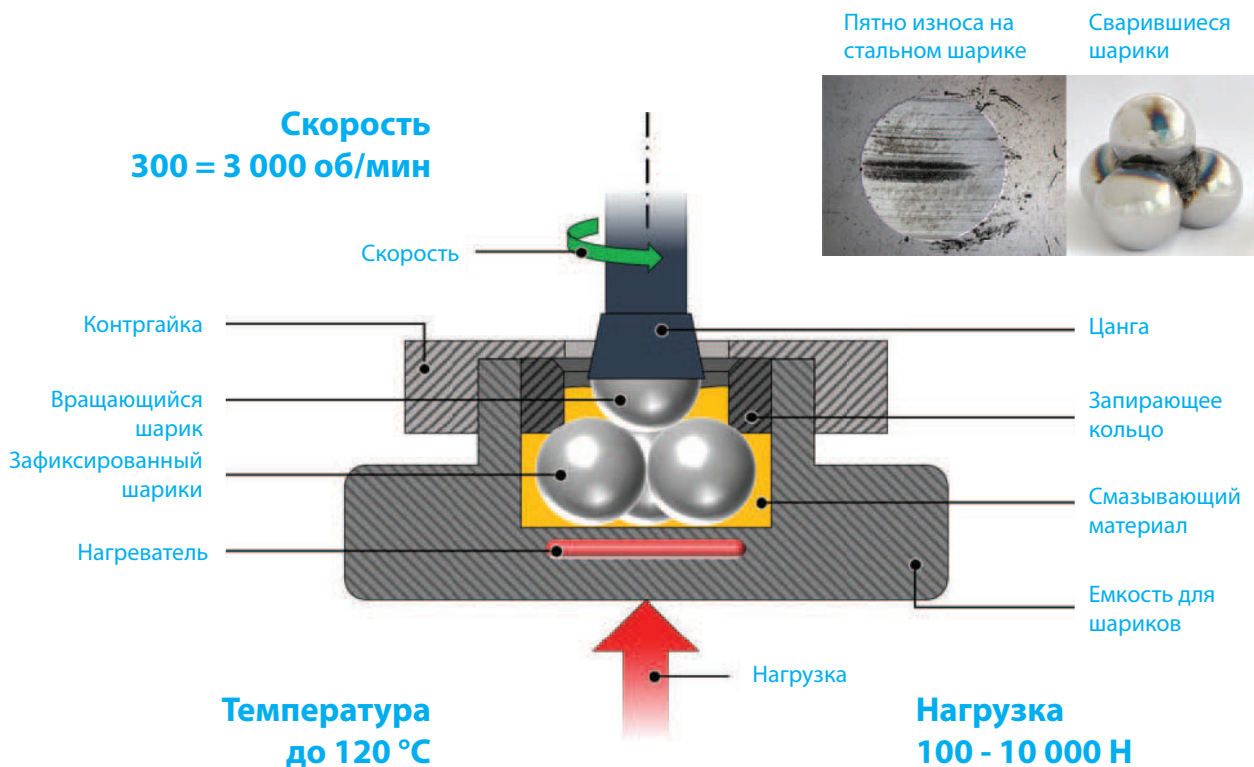 Пятно износа на
стальном шарике
Сварившиеся
шарики
Скорость
300 = 3 000 об/мин
Скорость
Контргайка
Цанга
Вращающийся
шарик
Запирающее
кольцо
Зафиксированный
шарики
Смазывающий
материал
Нагреватель
Емкость для
шариков
Нагрузка
Температура
до 120 °C
Нагрузка
100 - 10 000 Н